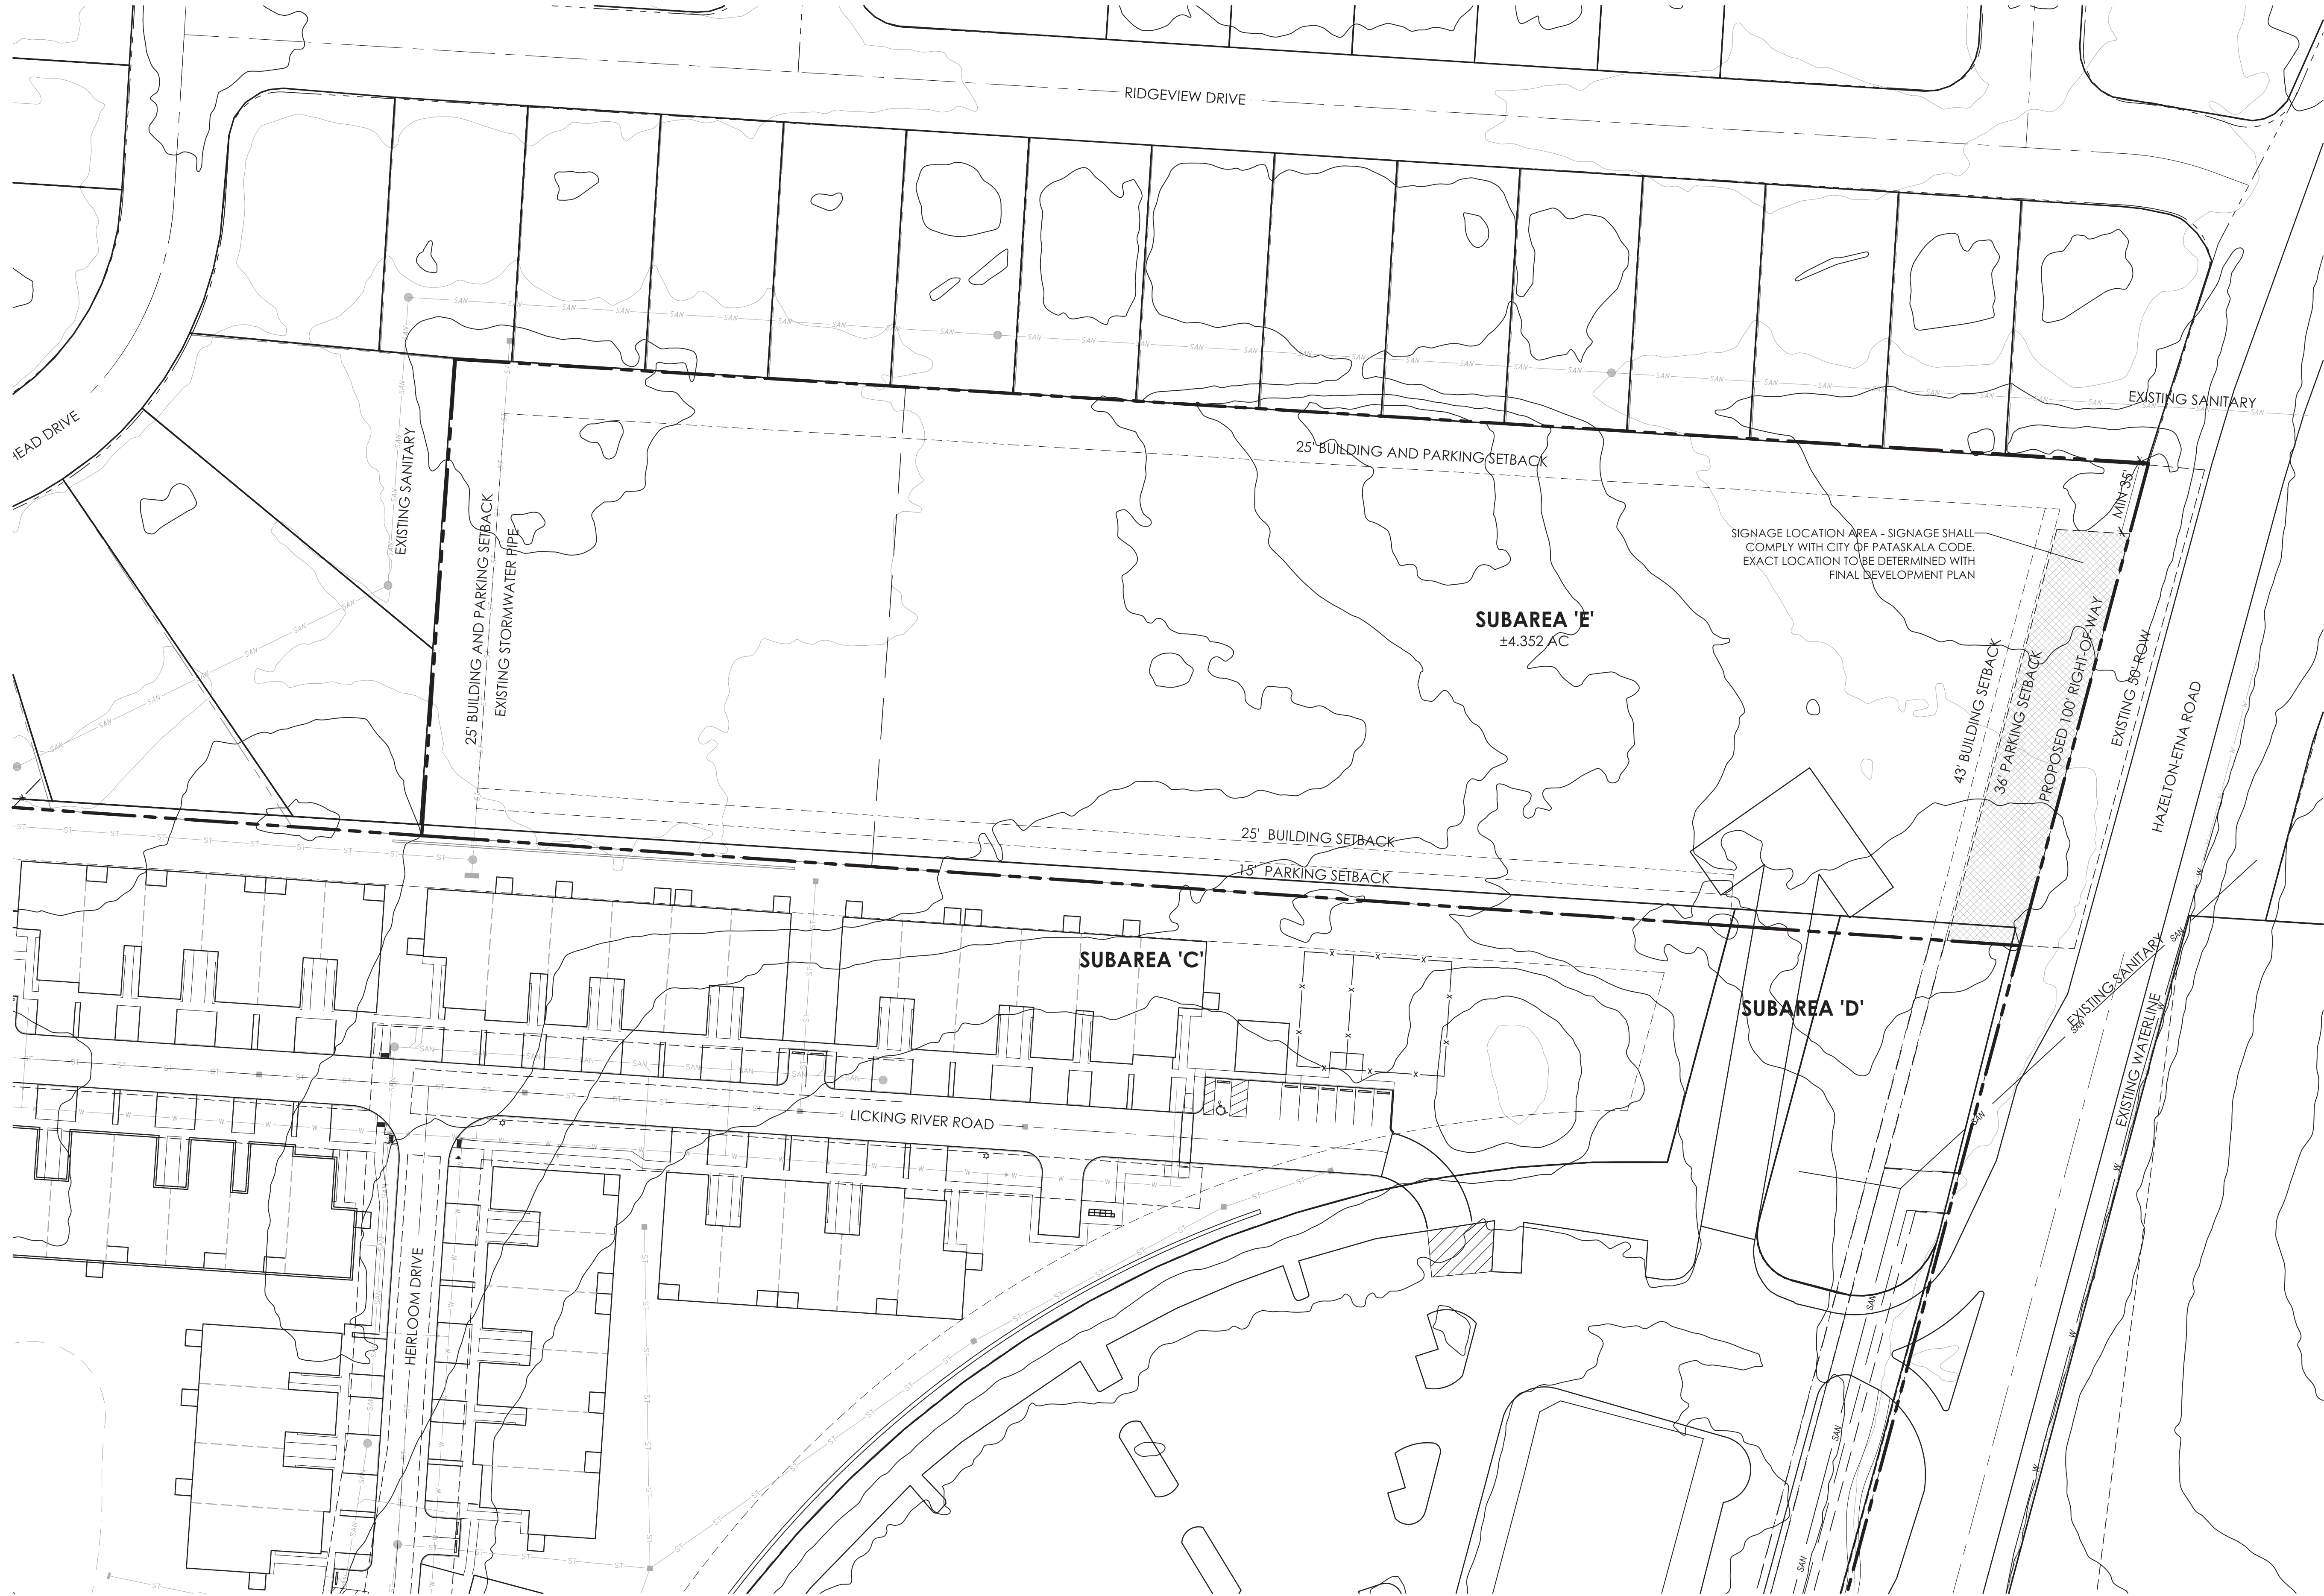 RIDGEVIEW DRIVE
HEAD DRIVE
EXISTING SANITARY
EXISTING SANITARY
25' BUILDING AND PARKING SETBACK
MIN 35'
25' BUILDING AND PARKING SETBACK
EXISTING STORMWATER PIPE
SIGNAGE LOCATION AREA - SIGNAGE SHALL
COMPLY WITH CITY OF PATASKALA CODE.
EXACT LOCATION TO BE DETERMINED WITH
FINAL DEVELOPMENT PLAN
SUBAREA 'E'
±4.352 AC
43' BUILDING SETBACK
36' PARKING SETBACK
PROPOSED 100' RIGHT-OF-WAY
EXISTING 50' ROW
HAZELTON-ETNA ROAD
25' BUILDING SETBACK
15' PARKING SETBACK
SUBAREA 'C'
SUBAREA 'D'
EXISTING SANITARY
EXISTING WATERLINE
LICKING RIVER ROAD
HEIRLOOM DRIVE